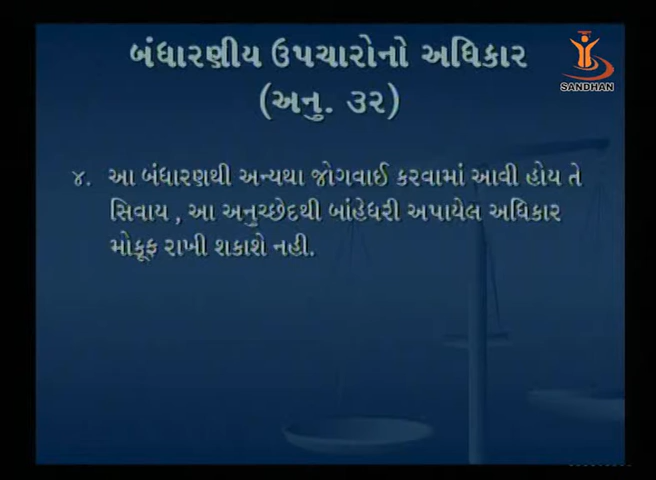 બંધારણીય ઉપચારોનો અધિકાર
(અનુ. ૩૨)
SANDHAN
૪. આ બંધારણથી અન્યથા જોગવાઈ કરવામાં આવી હોય તે
સિવાય , આ અનુચ્છેદથી બાંહેધરી અપાયેલ અધિકાર
મોકૂફ રાખી શકાશે નહી.